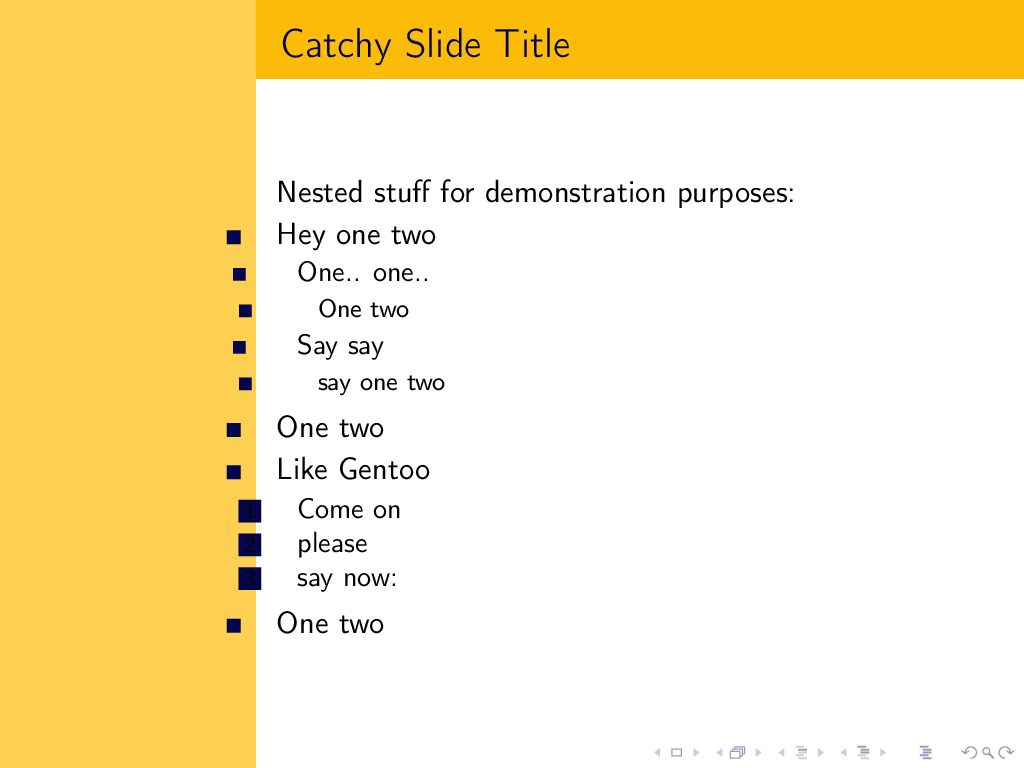 Catchy Slide Title
Nested stuff for demonstration purposes:
Hey one two
One.. one..
One two
Say say
say one two
One two
Like Gentoo
1 Come on
2 please
3 say now:
One two